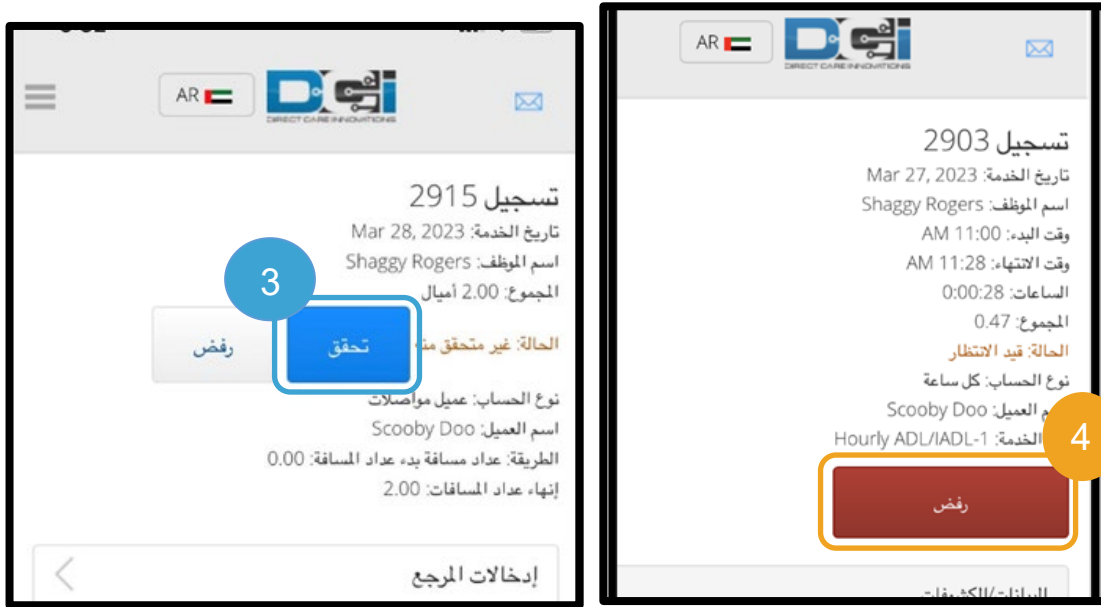 AR
DCI
DIRECT CARE INNOVATIONS
تسجيل 2915
تاريخ الخدمة: Mar 28, 2023
اسم الموظف: Shaggy Rogers
المجموع: 2.00 أميال
3
الحالة: غير متحقق منه
تحقق
رفض
نوع الحساب: عميل مواصلات
اسم العميل: Scooby Doo
الطريقة: عداد مسافة بدء عداد المسافة: 0.00
إنهاء عداد المسافات: 2.00
إدخالات المرجع
AR
DCI
DIRECT CARE INNOVATIONS
تسجيل 2903
تاريخ الخدمة: Mar 27, 2023
اسم الموظف: Shaggy Rogers
وقت البدء: 11:00 AM
وقت الانتهاء: 11:28 AM
الساعات: 0:00:28
المجموع: 0.47
الحالة: قيد الانتظار
نوع الحساب: كل ساعة
العميل: Scooby Doo
الخدمة: Hourly ADL/IADL-1
4
رفض